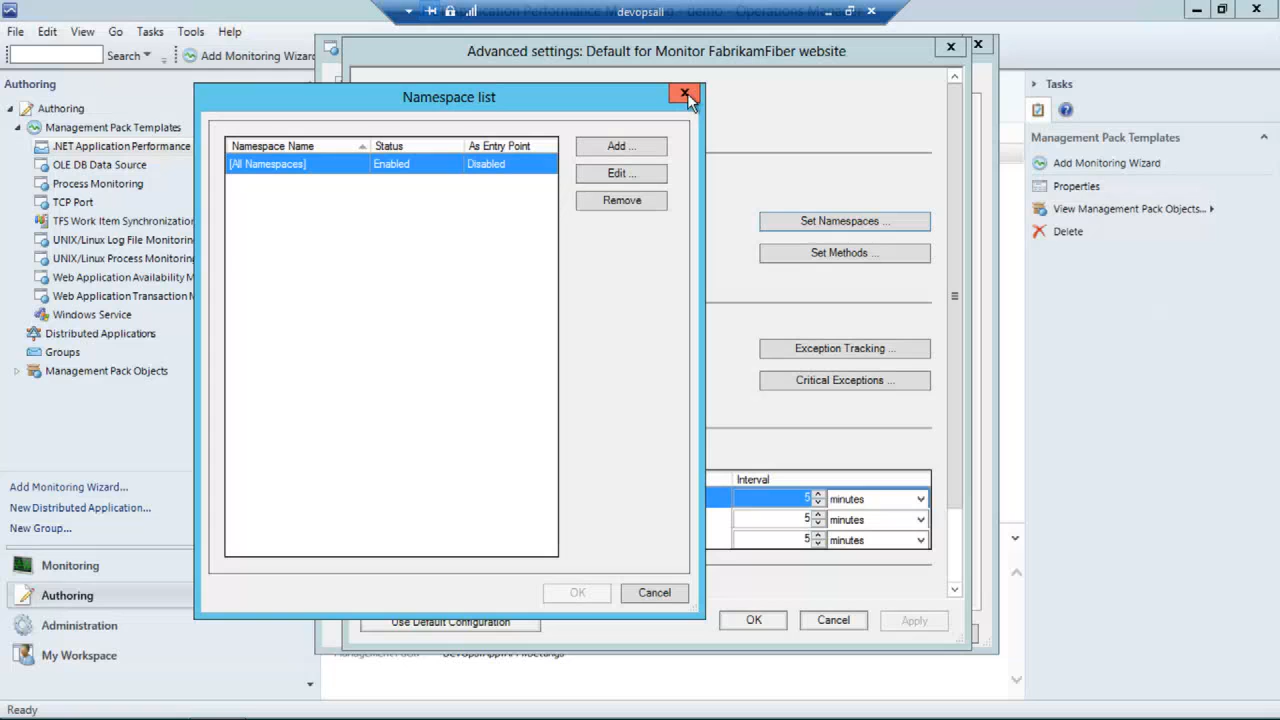 devopsall
File Edit View Go Tasks Tools Help
Search Add Monitoring Wizard
Authoring
Authoring
Management Pack Templates
.NET Application Performance
OLE DB Data Source
Process Monitoring
TCP Port
TFS Work Item Synchronization
UNIX/Linux Log File Monitoring
UNIX/Linux Process Monitoring
Web Application Availability M
Web Application Transaction M
Windows Service
Distributed Applications
Groups
Management Pack Objects
Add Monitoring Wizard...
New Distributed Application...
New Group...
Monitoring
Authoring
Administration
My Workspace
Ready
Advanced settings: Default for Monitor FabrikamFiber website
Namespace list
Namespace Name Status As Entry Point
[All Namespaces] Enabled Disabled
Add ...
Edit ...
Remove
OK Cancel
Set Namespaces ...
Set Methods ...
Exception Tracking ...
Critical Exceptions ...
Interval
5 minutes
5 minutes
5 minutes
Use Default Configuration
OK Cancel Apply
Tasks
Management Pack Templates
Add Monitoring Wizard
Properties
View Management Pack Objects...
Delete